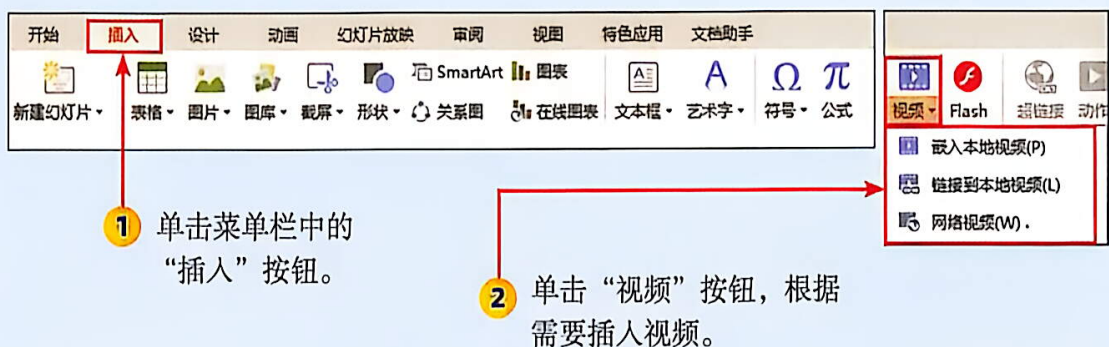 开始 插入 设计 动画 幻灯片放映 审阅 视图 特色应用 文档助手
SmartArt 图表
新建幻灯片 表格 图片 图库 截屏 形状 关系图 在线图表 文本框 艺术字 符号 公式
Ω π
视频 Flash 超链接 动作
嵌入本地视频(P)
链接到本地视频(L)
网络视频(W).
1 单击菜单栏中的
“插入”按钮。
2 单击“视频”按钮，根据
需要插入视频。